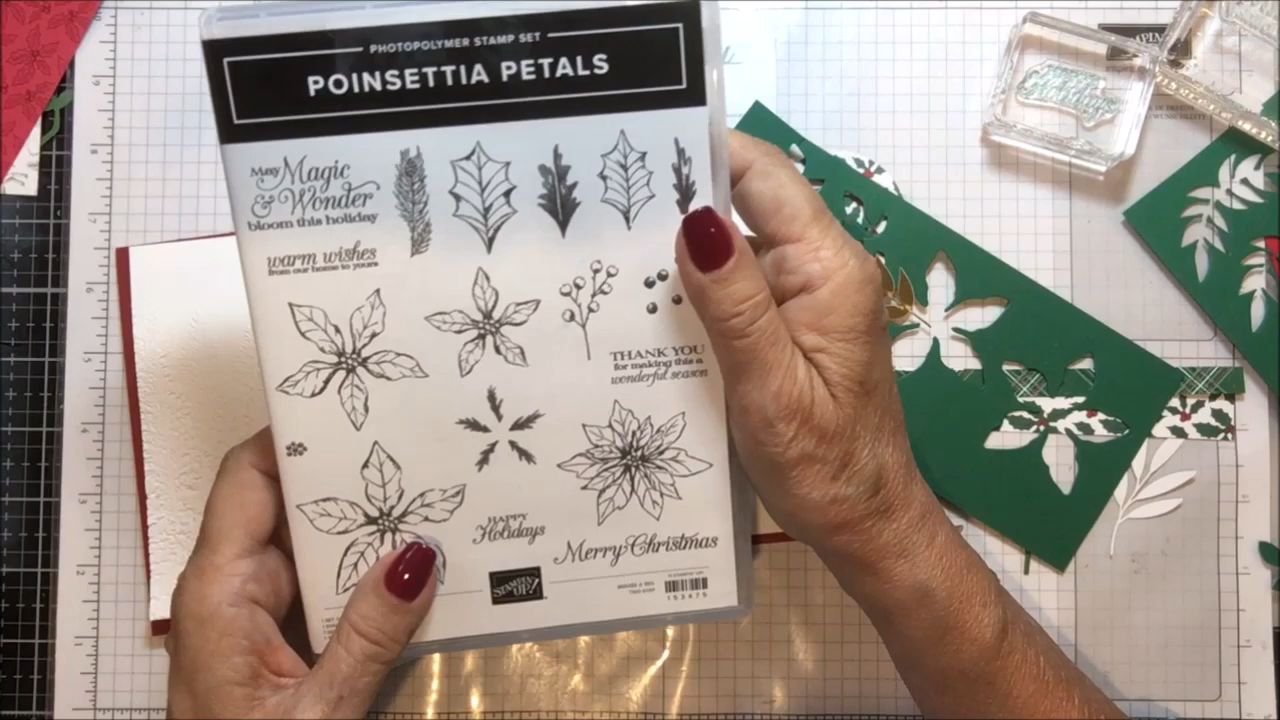 PHOTOPOLYMER STAMP SET
POINSETTIA PETALS
May Magic
& Wonder
bloom this holiday
warm wishes
from our home to yours
THANK YOU
for making this a
wonderful season
HAPPY
Holidays
Merry Christmas
STAMPIN'
UP!
153475